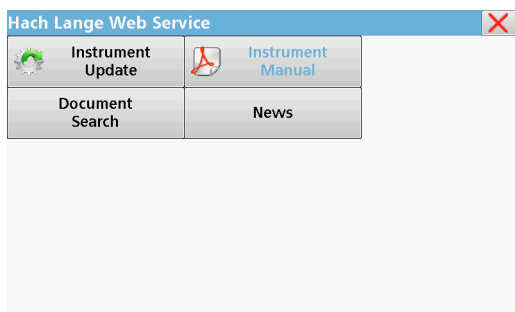 Hach Lange Web Service
Instrument
Update
Instrument
Manual
Document
Search
News